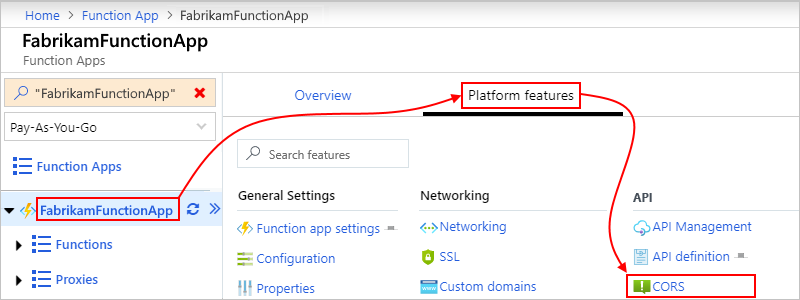 Home > Function App > FabrikamFunctionApp
FabrikamFunctionApp
Function Apps
"FabrikamFunctionApp"
Pay-As-You-Go
Function Apps
FabrikamFunctionApp
Functions
Proxies
Overview
Platform features
Search features
General Settings
Function app settings
Configuration
Properties
Networking
Networking
SSL
Custom domains
API
API Management
API definition
CORS